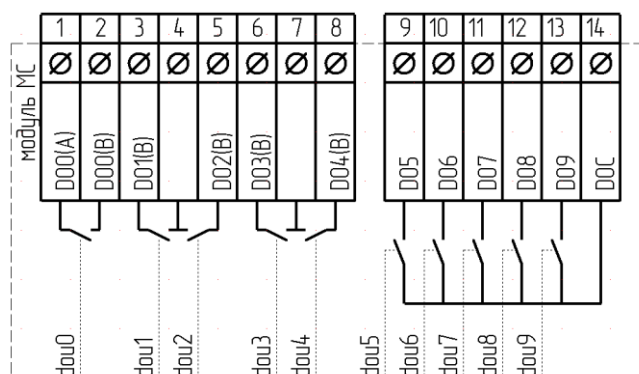 1 2 3 4 5 6 7 8 9 10 11 12 13 14
модуль МС
DO0(A) DO0(B) DO1(B) DO2(B) DO3(B) DO4(B) DO5 DO6 DO7 DO8 DO9 DOC
dou0 dou1 dou2 dou3 dou4 dou5 dou6 dou7 dou8 dou9